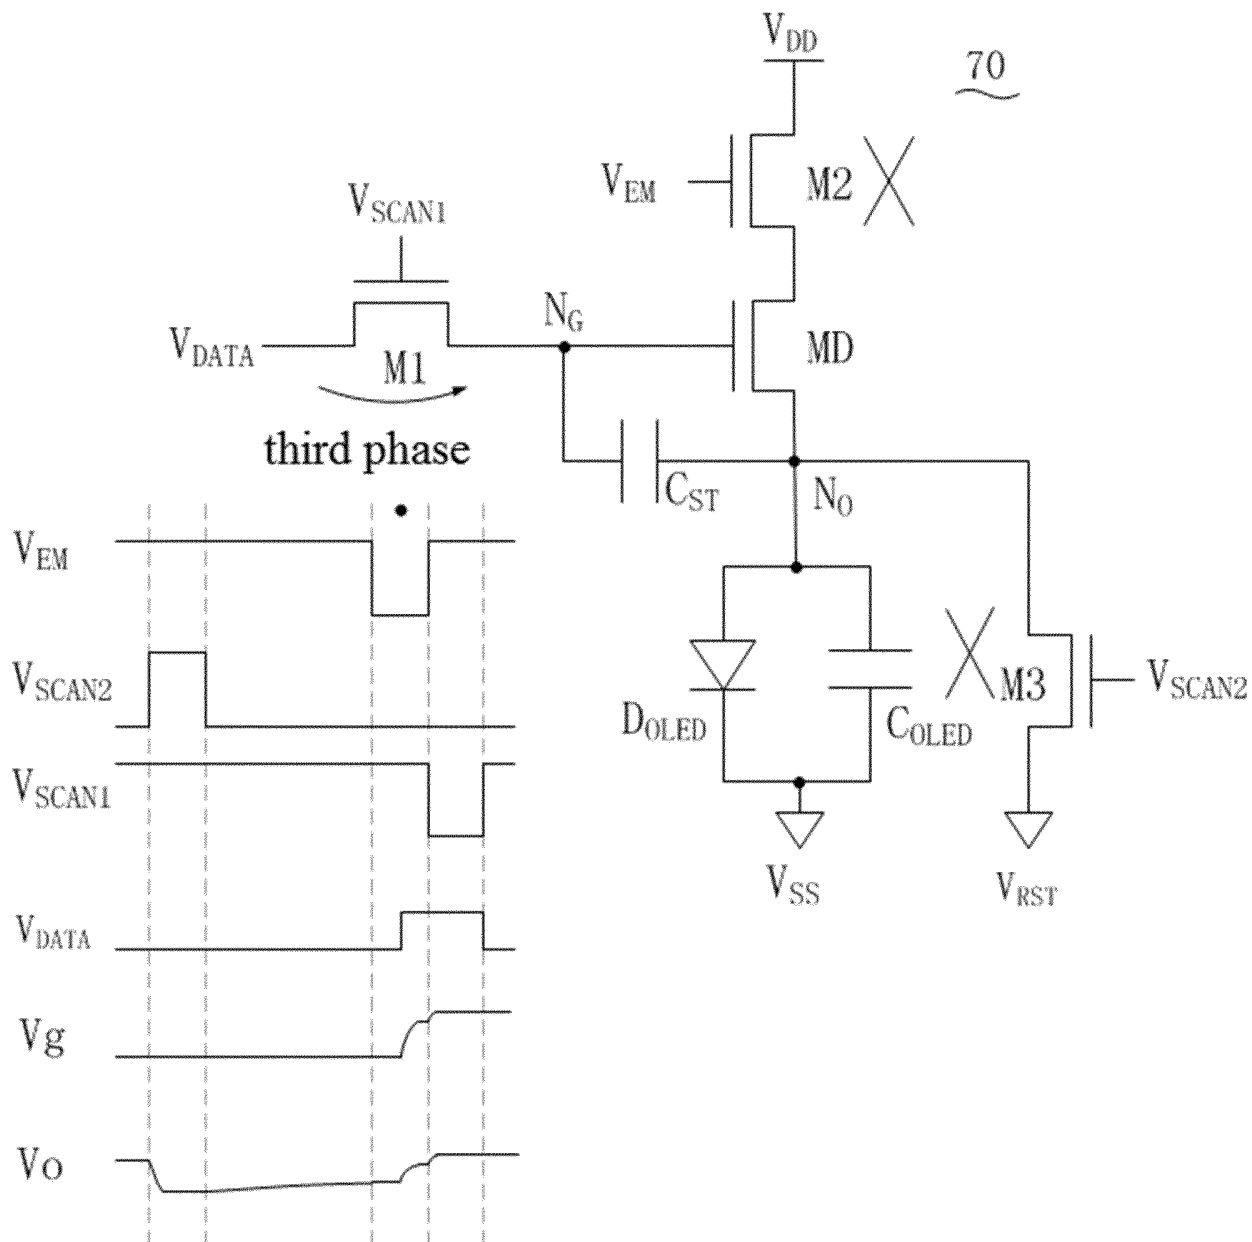 V_DD
70
V_EM
M2
V_SCAN1
N_G
V_DATA
M1
MD
third phase
C_ST
N_O
V_EM
V_SCAN2
M3
V_SCAN2
D_OLED
C_OLED
V_SCAN1
V_SS
V_RST
V_DATA
Vg
Vo